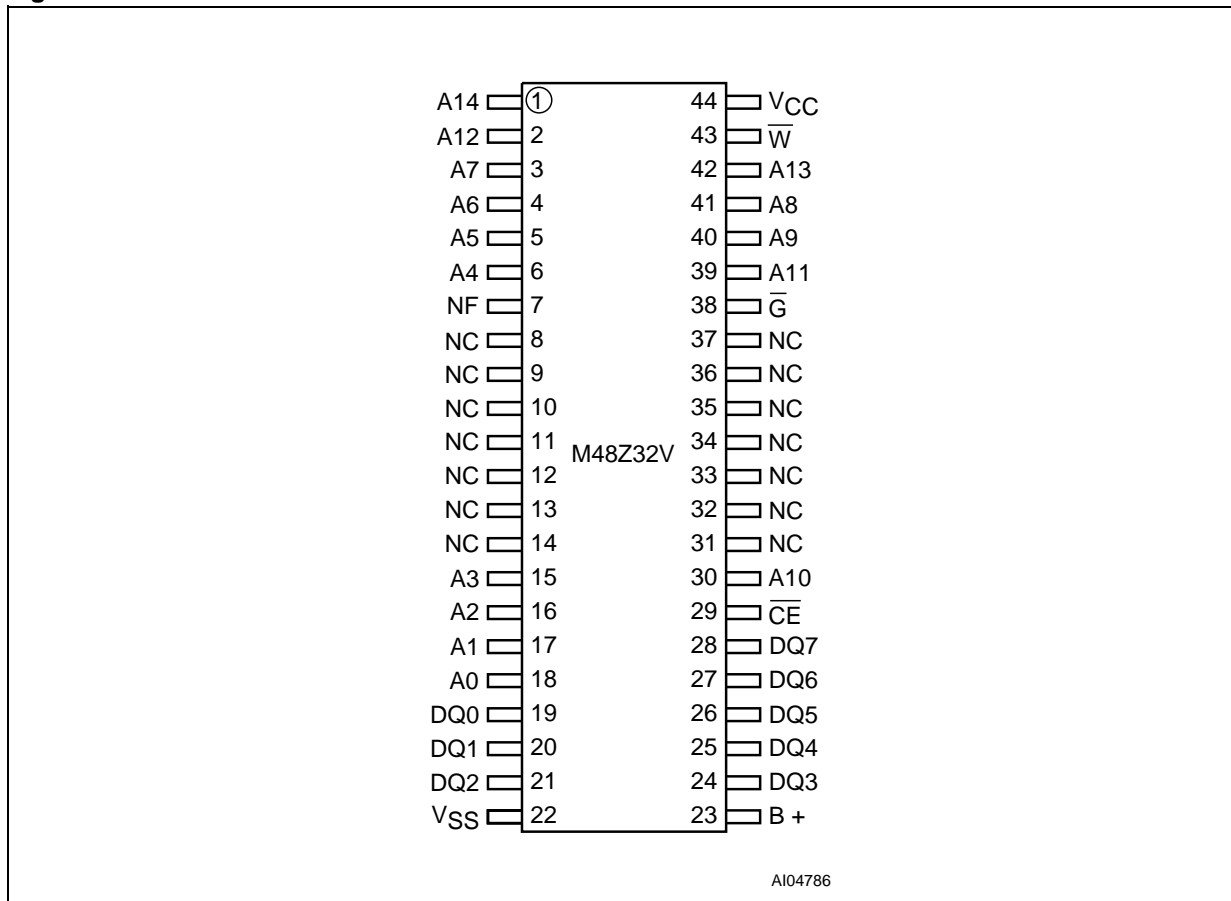 A14 1 44 VCC
A12 2 43 W
A7 3 42 A13
A6 4 41 A8
A5 5 40 A9
A4 6 39 A11
NF 7 38 G
NC 8 37 NC
NC 9 36 NC
NC 10 35 NC
NC 11 M48Z32V 34 NC
NC 12 33 NC
NC 13 32 NC
NC 14 31 NC
A3 15 30 A10
A2 16 29 CE
A1 17 28 DQ7
A0 18 27 DQ6
DQ0 19 26 DQ5
DQ1 20 25 DQ4
DQ2 21 24 DQ3
VSS 22 23 B +
AI04786